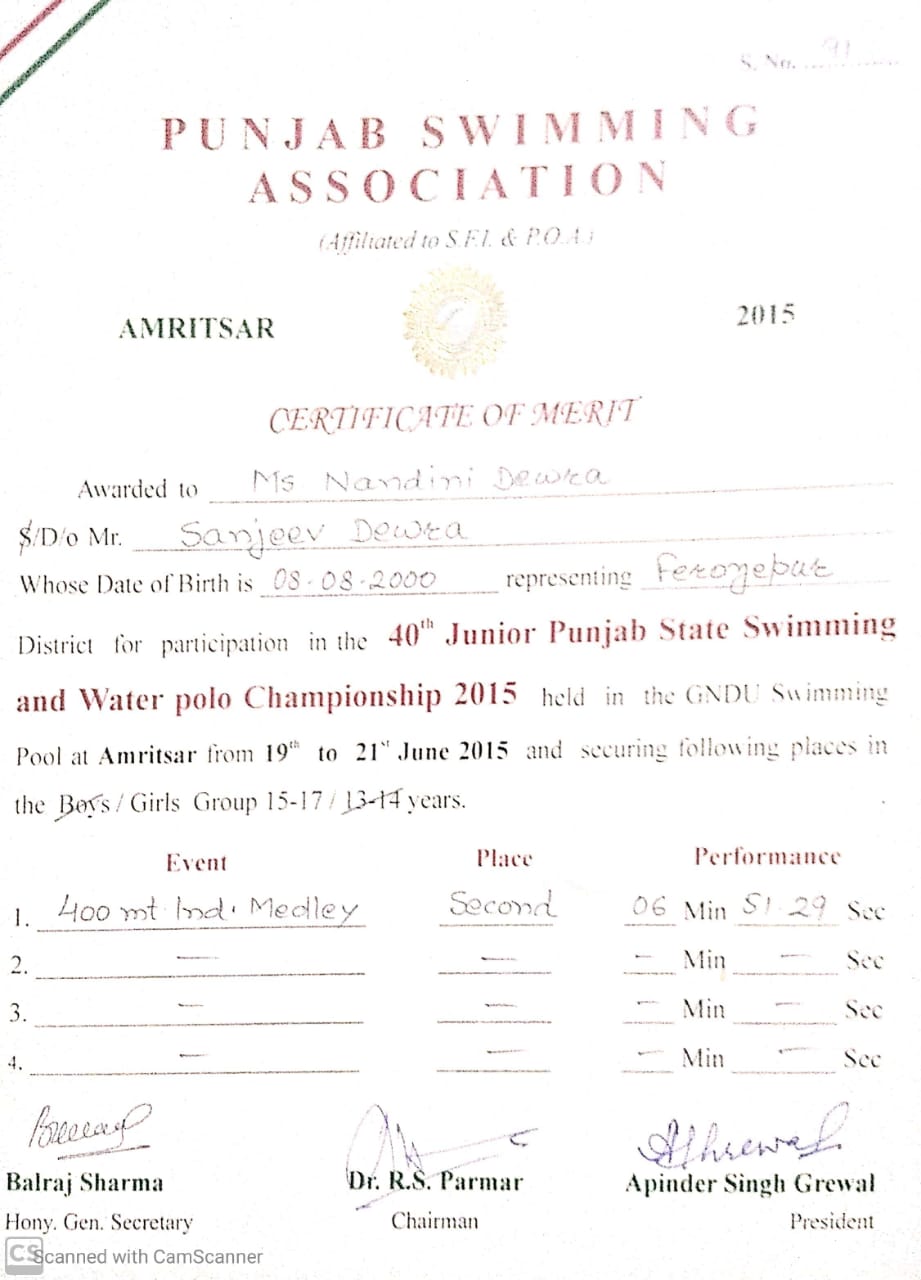 S. No. 91
PUNJAB SWIMMING
ASSOCIATION
(Affiliated to S.F.I. & P.O.A.)
AMRITSAR 2015
CERTIFICATE OF MERIT
Awarded to Ms Nandini Dewra
S/D/o Mr. Sanjeev Dewra
Whose Date of Birth is 08-08-2000 representing Ferozepur
District for participation in the 40th Junior Punjab State Swimming
and Water polo Championship 2015 held in the GNDU Swimming
Pool at Amritsar from 19th to 21st June 2015 and securing following places in
the Boys / Girls Group 15-17 / 13-14 years.
Event Place Performance
1. 400 mt Ind. Medley Second 06 Min 51.29 Sec
2. — — — Min — Sec
3. — — — Min — Sec
4. — — — Min — Sec
Balraj Sharma Dr. R.S. Parmar Apinder Singh Grewal
Hony. Gen. Secretary Chairman President
CS Scanned with CamScanner